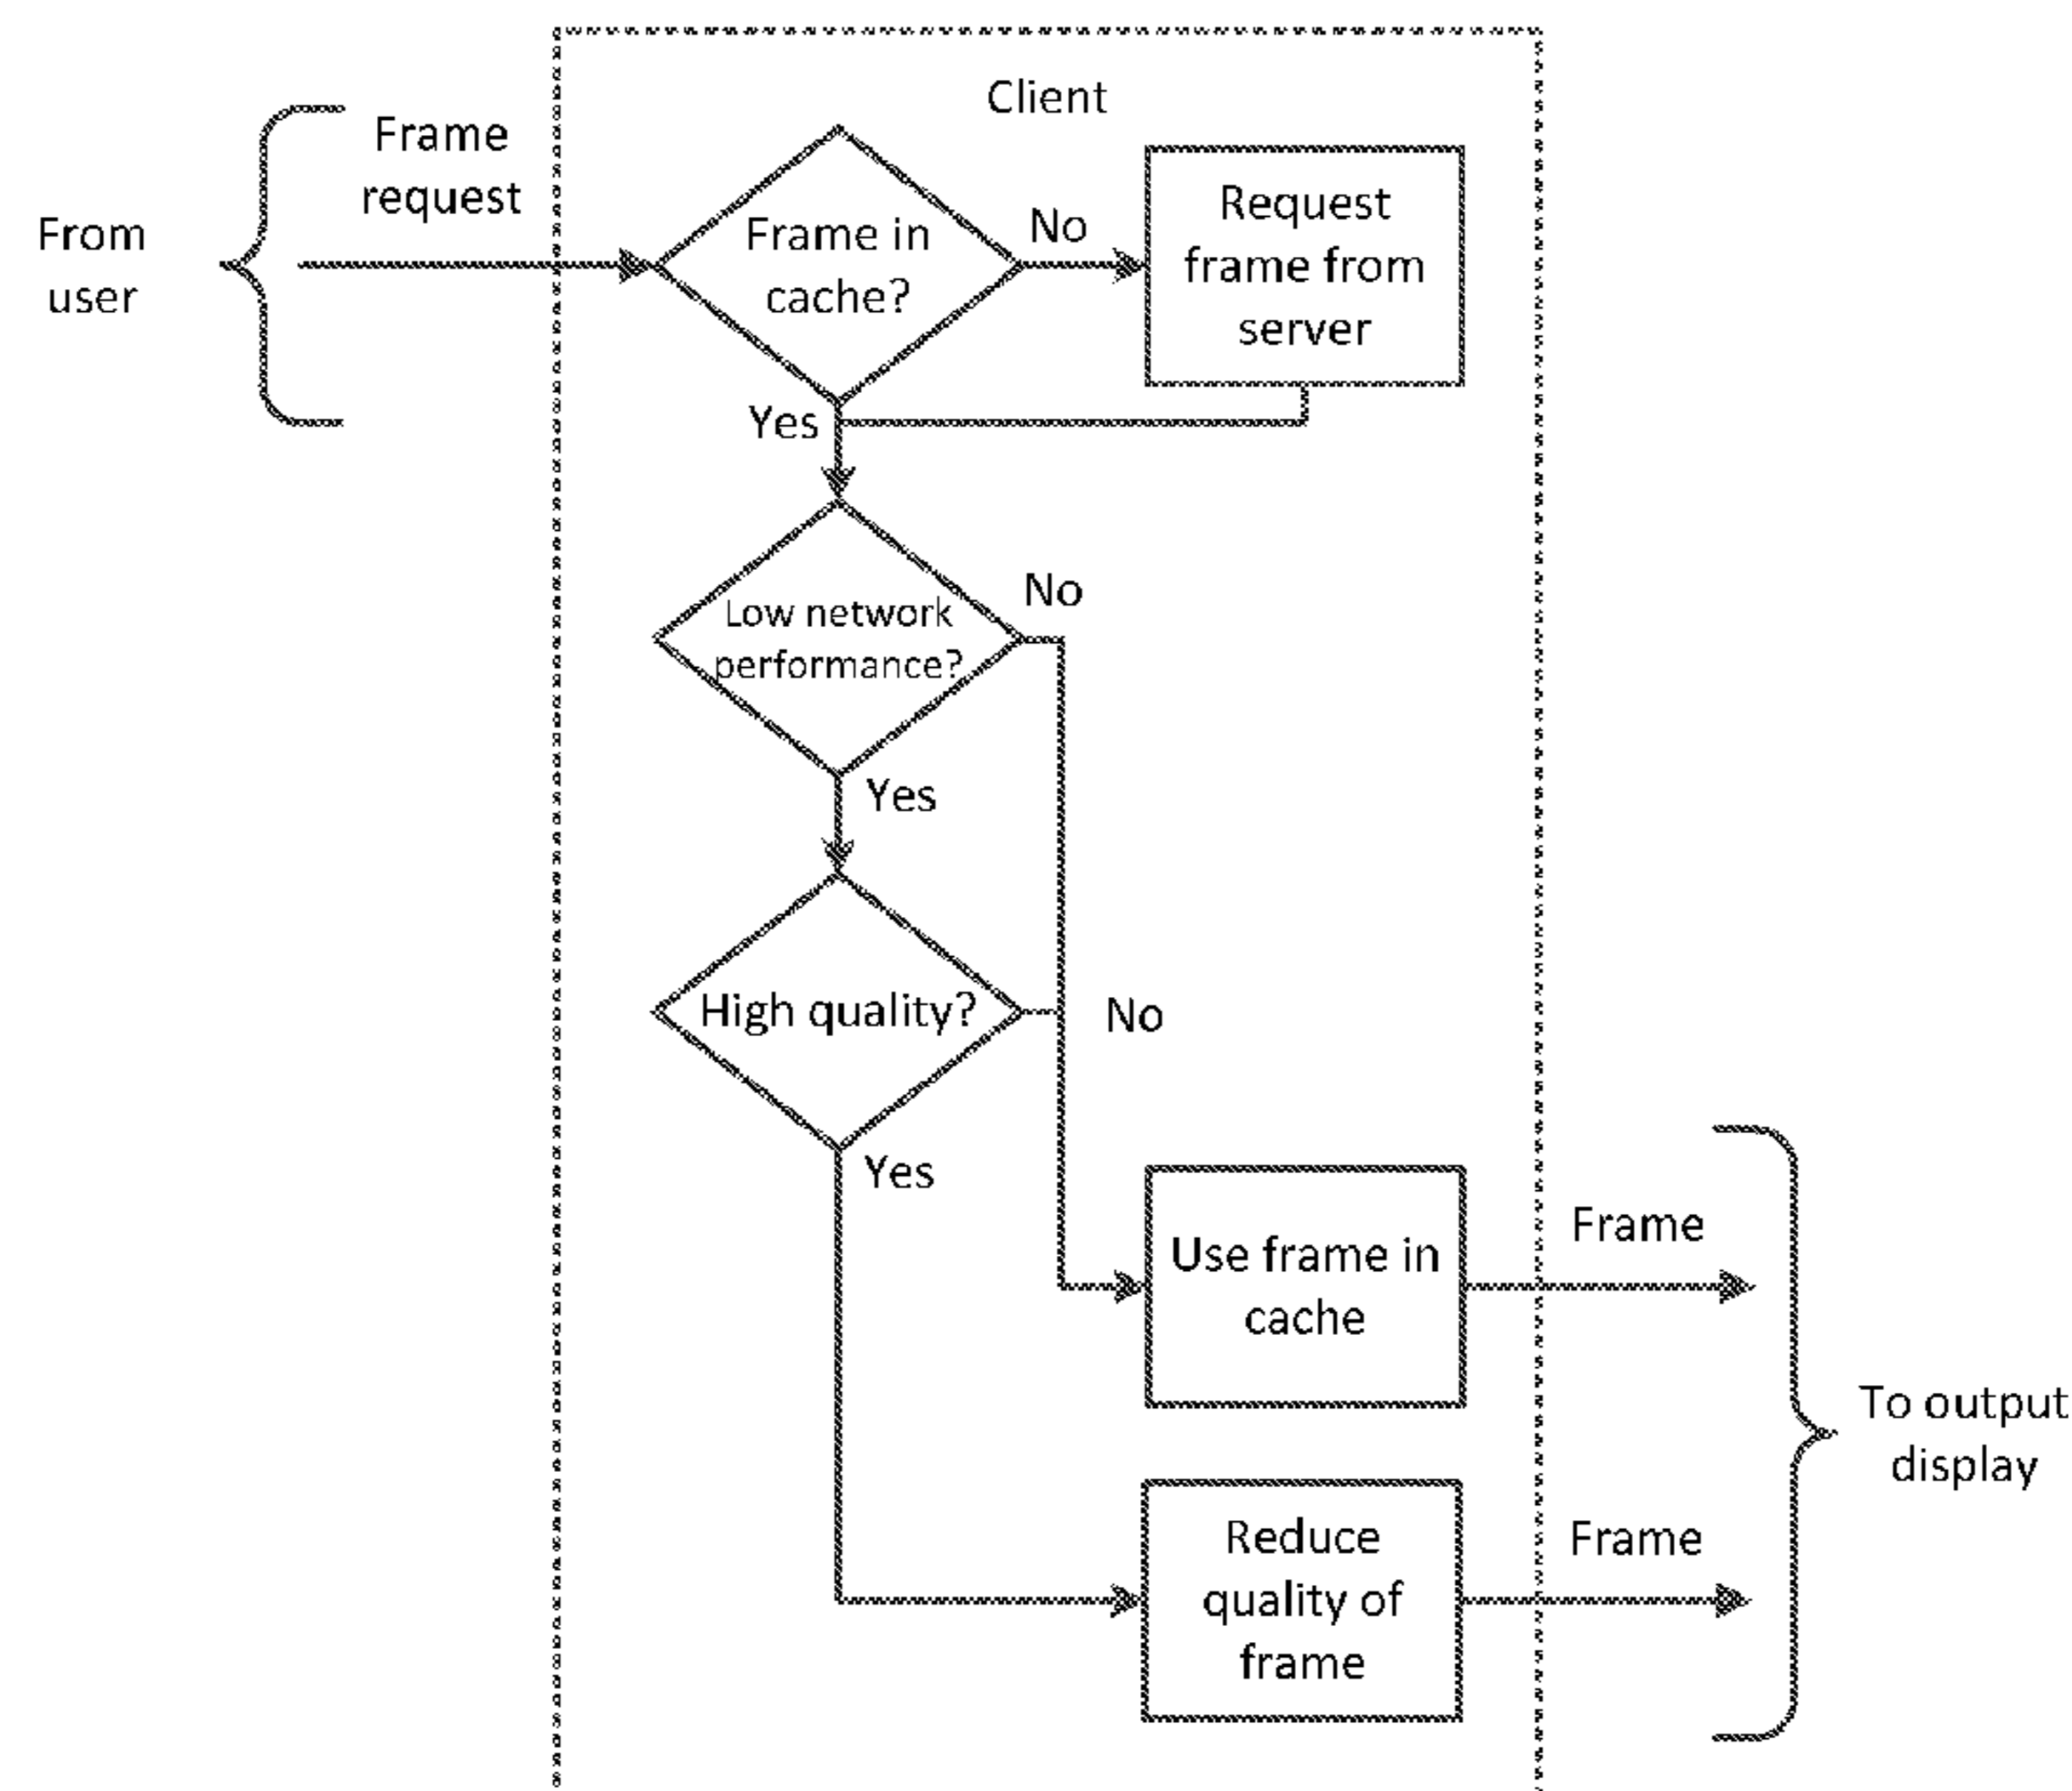 Client
Frame
request
From
user
Frame in
cache?
No
Request
frame from
server
Yes
Low network
performance?
No
Yes
High quality?
No
Yes
Use frame in
cache
Frame
To output
display
Reduce
quality of
frame
Frame